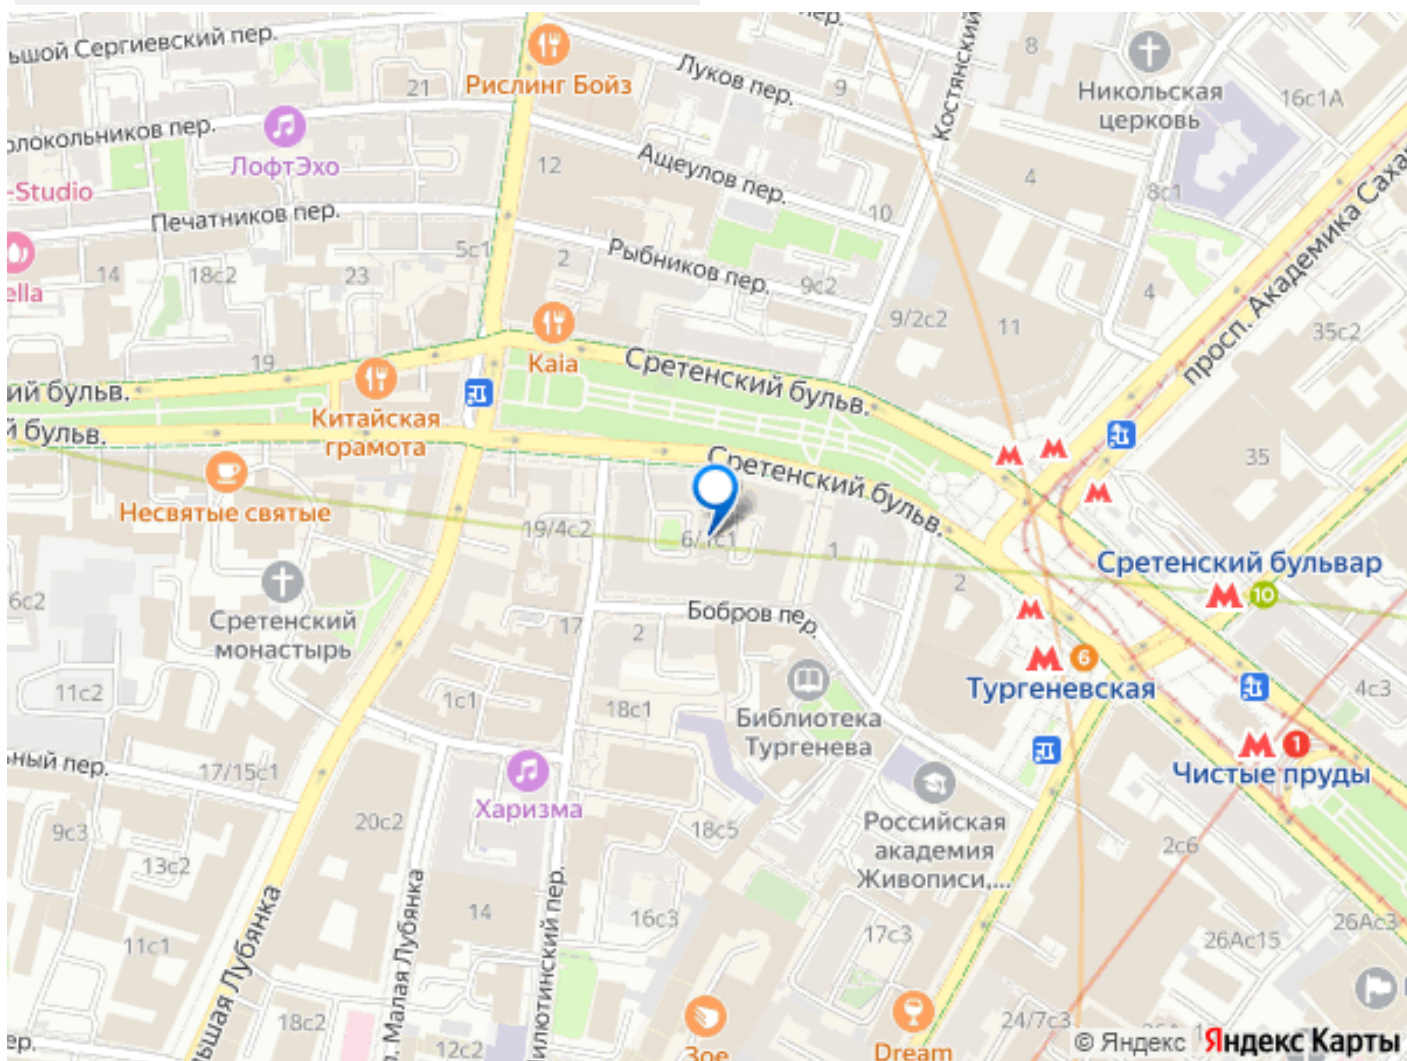 ьшой Сергиевский пер.
Рислинг Бойз
пер.
Луков пер.
Костянский
8
Никольская
церковь
16с1А
21
9
олокольников пер.
ЛофтЭхо
12
Ащеулов пер.
4
-Studio
8с1
Печатников пер.
10
просп. Академика Саха
5с1
2
Рыбников пер.
14
18с2
23
9с2
ella
4
9/2с2
11
35с2
19
Kaia
Сретенский бульв.
ий бульв.
Китайская
грамота
й бульв.
35
Сретенский бульв.
Несвятые святые
19/4с2
6/1с1
1
Сретенский бульвар
10
2
6с2
Сретенский
монастырь
17
2
Бобров пер.
6
Тургеневская
11с2
1с1
18с1
Библиотека
Тургенева
4с3
1
Чистые пруды
ьный пер.
17/15с1
Харизма
20с2
18с5
Российская
академия
Живописи,...
2с6
9с3
13с2
14
16с3
17с3
26Ас15
26Ас3
11с1
ьшая Лубянка
Малая Лубянка
илютинский пер.
18с2
12с2
Зое
Dream
24/7с3
ер.
© Яндекс Яндекс Карты